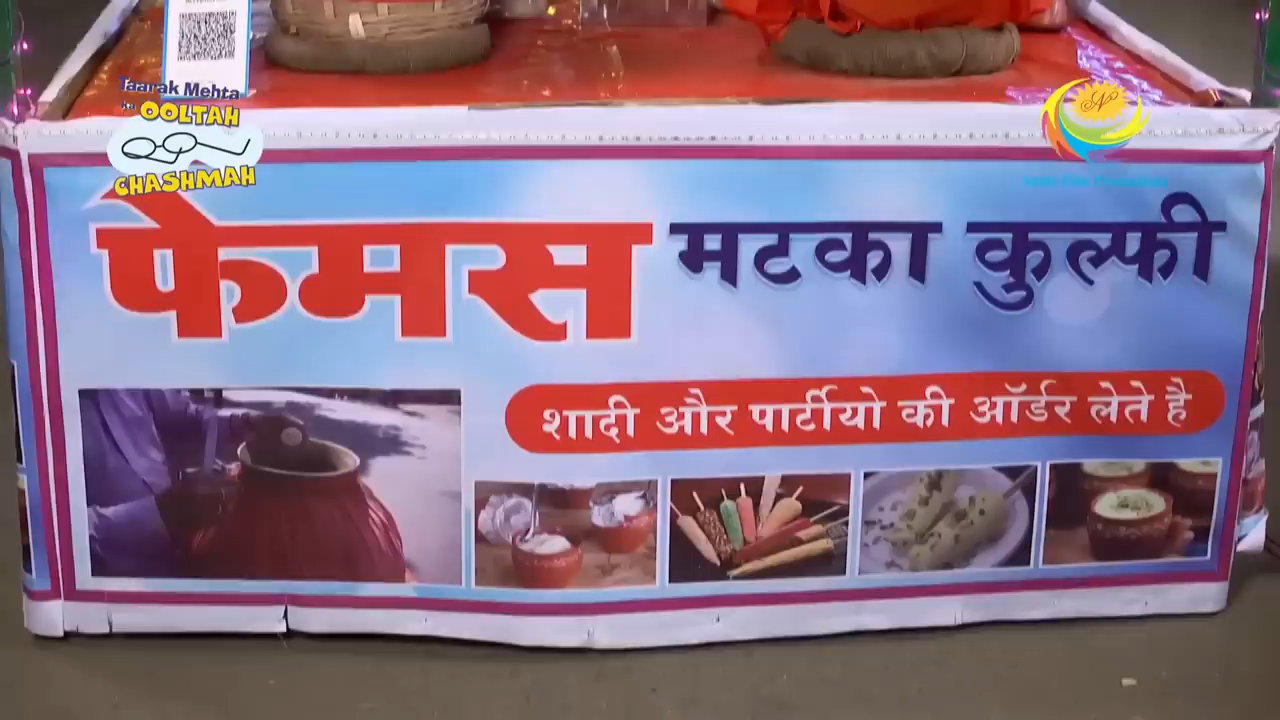 Taarak Mehta
ka OOLTAH
CHASHMAH
फेमस मटका कुल्फी
शादी और पार्टीयो की ऑर्डर लेते है